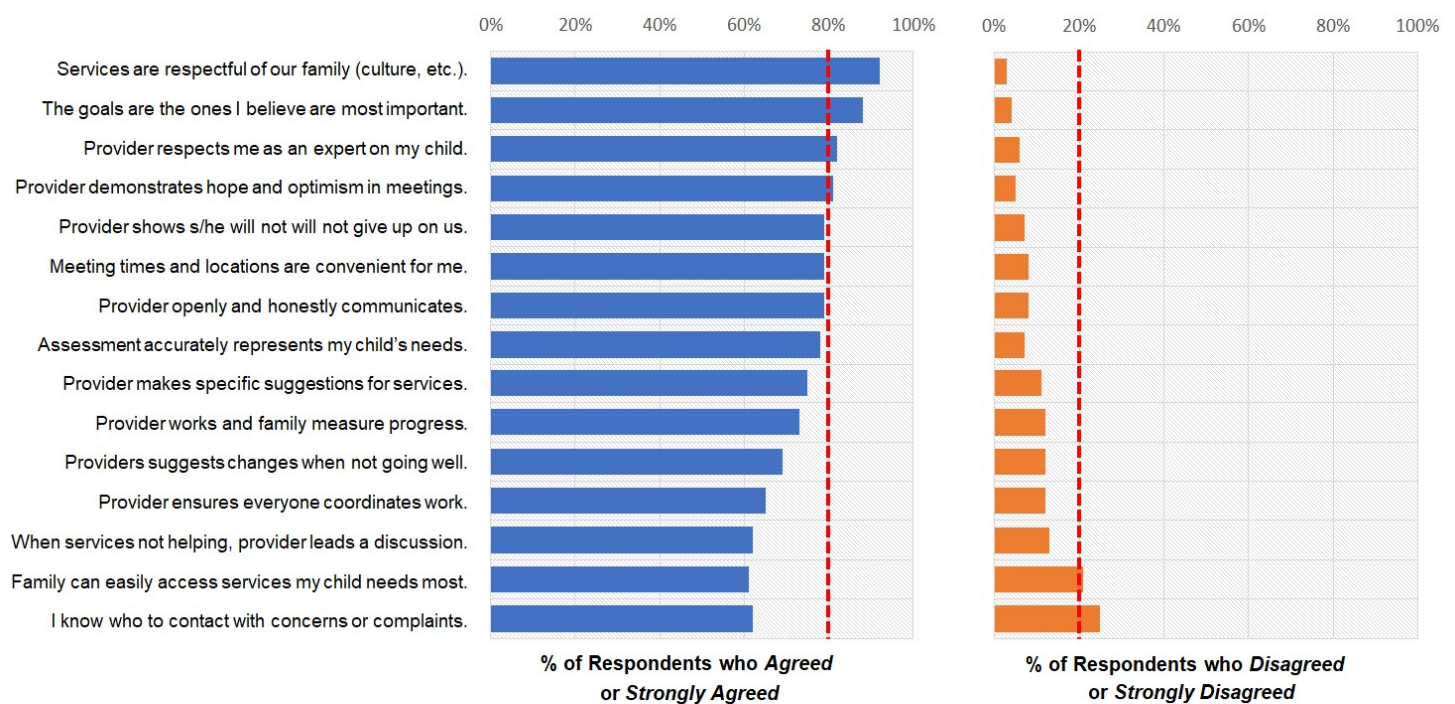 0% 20% 40% 60% 80% 100%
0% 20% 40% 60% 80% 100%
Services are respectful of our family (culture, etc.).
The goals are the ones I believe are most important.
Provider respects me as an expert on my child.
Provider demonstrates hope and optimism in meetings.
Provider shows s/he will not will not give up on us.
Meeting times and locations are convenient for me.
Provider openly and honestly communicates.
Assessment accurately represents my child's needs.
Provider makes specific suggestions for services.
Provider works and family measure progress.
Providers suggests changes when not going well.
Provider ensures everyone coordinates work.
When services not helping, provider leads a discussion.
Family can easily access services my child needs most.
I know who to contact with concerns or complaints.
% of Respondents who Agreed
or Strongly Agreed
% of Respondents who Disagreed
or Strongly Disagreed